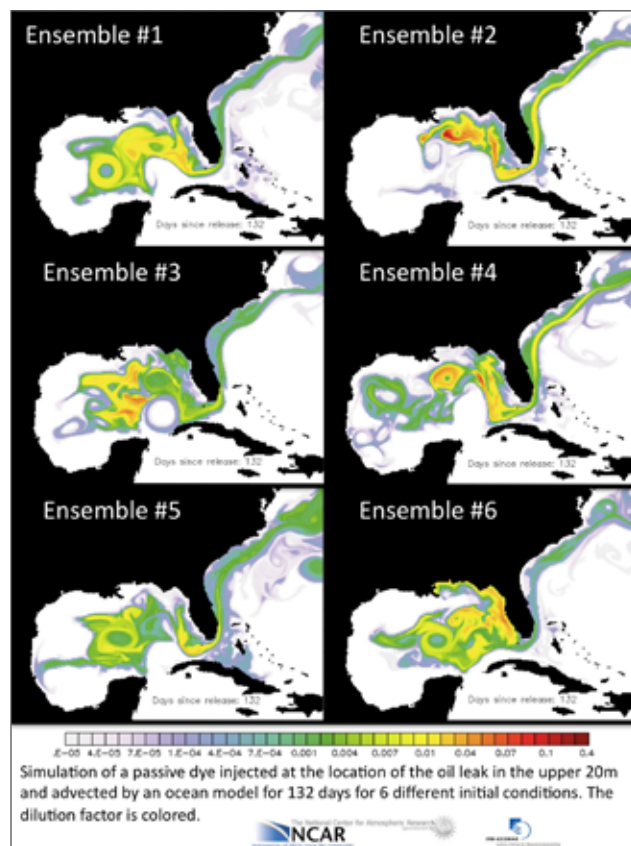 Ensemble #1
Ensemble #2
Days since release: 132
Days since release: 132
Ensemble #3
Ensemble #4
Days since release: 132
Days since release: 132
Ensemble #5
Ensemble #6
Days since release: 132
Days since release: 132
.E-05 4.E-05 7.E-05 1.E-04 4.E-04 7.E-04 0.001 0.004 0.007 0.01 0.04 0.07 0.1 0.4
Simulation of a passive dye injected at the location of the oil leak in the upper 20m
and advected by an ocean model for 132 days for 6 different initial conditions. The
dilution factor is colored.
The National Center for Atmospheric Research
NCAR